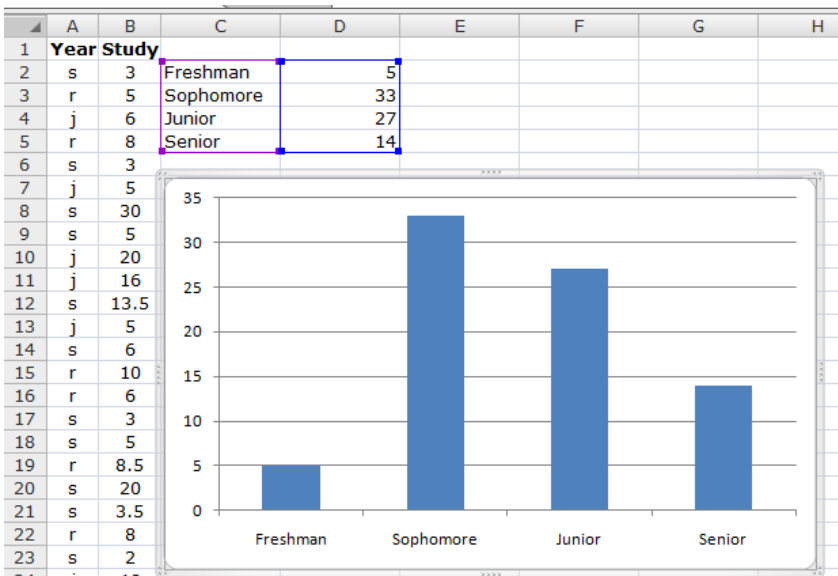 A B C D E F G H
1 Year Study
2 s 3 Freshman 5
3 r 5 Sophomore 33
4 j 6 Junior 27
5 r 8 Senior 14
6 s 3
7 j 5
8 s 30
9 s 5
10 j 20
11 j 16
12 s 13.5
13 j 5
14 s 6
15 r 10
16 r 6
17 s 3
18 s 5
19 r 8.5
20 s 20
21 s 3.5
22 r 8
23 s 2
35
30
25
20
15
10
5
0
Freshman Sophomore Junior Senior